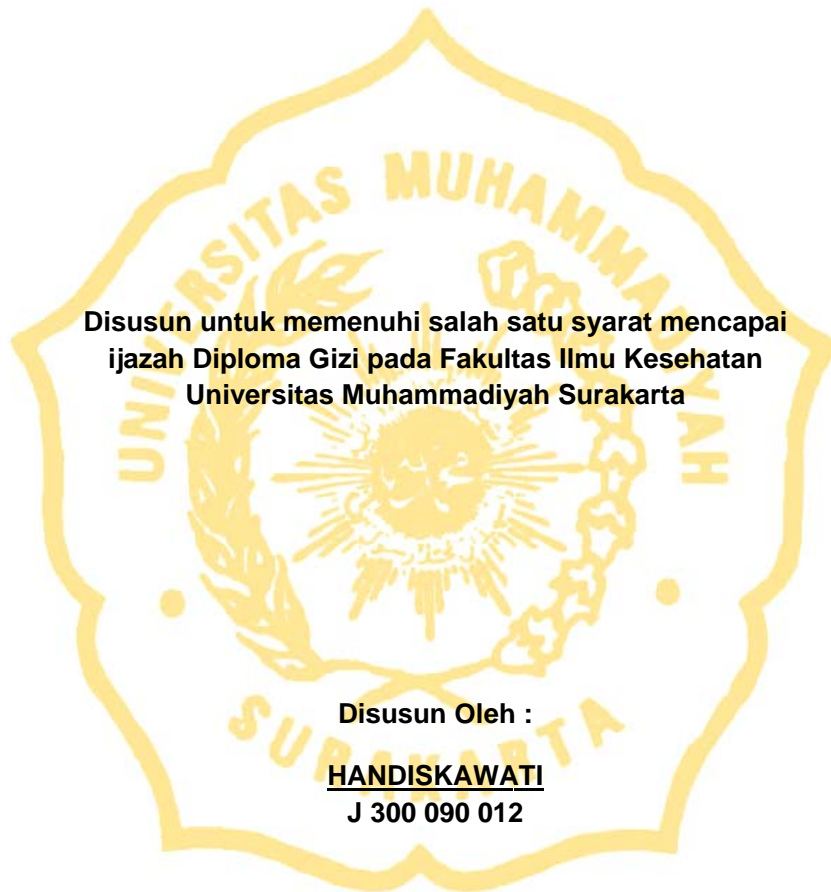 UNIVERSITAS MUHAMMADIYAH
Disusun untuk memenuhi salah satu syarat mencapai
ijazah Diploma Gizi pada Fakultas Ilmu Kesehatan
Universitas Muhammadiyah Surakarta
Disusun Oleh :
SURAKARTA
HANDISKAWATI
J 300 090 012